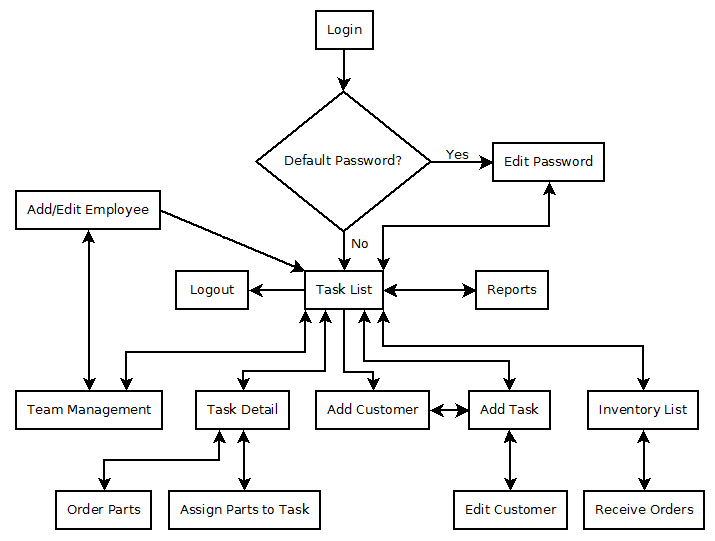 Login
Default Password?
Yes
Edit Password
Add/Edit Employee
No
Logout
Task List
Reports
Team Management
Task Detail
Add Customer
Add Task
Inventory List
Order Parts
Assign Parts to Task
Edit Customer
Receive Orders